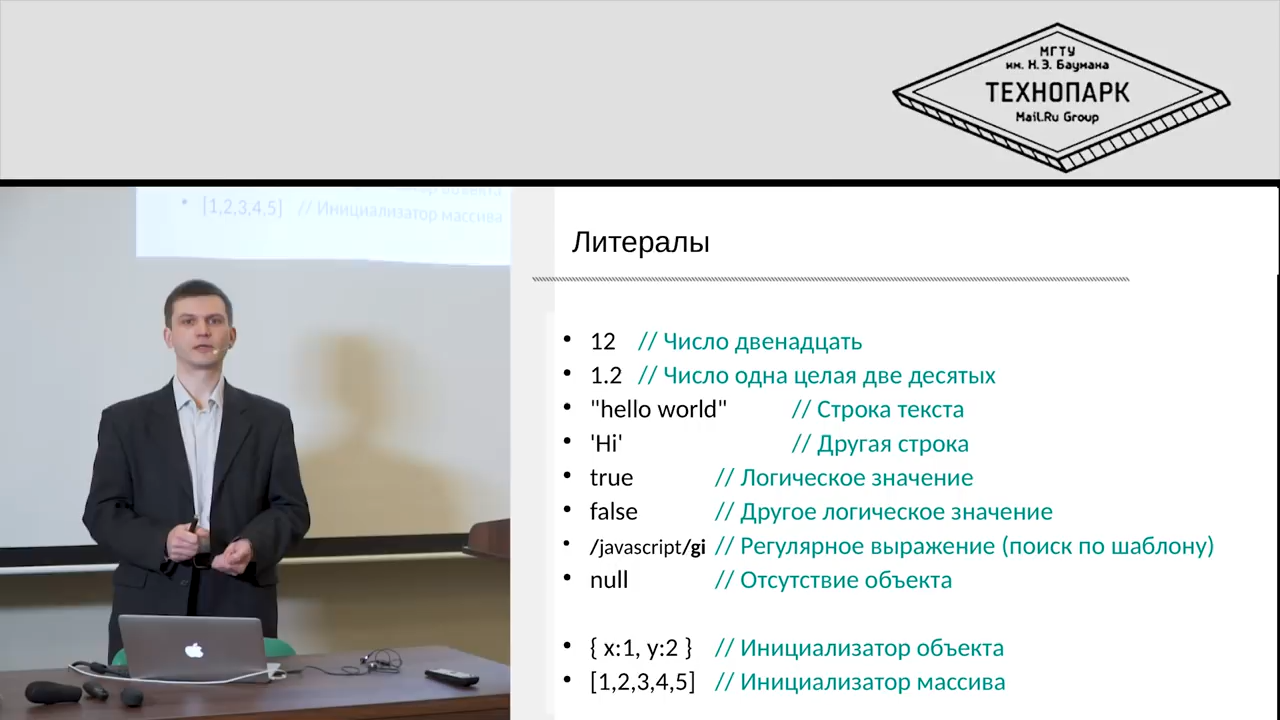 МГТУ
им. Н.Э. Баумана
ТЕХНОПАРК
Mail.Ru Group
[1,2,3,4,5] // Инициализатор массива
Литералы
12 // Число двенадцать
1.2 // Число одна целая две десятых
"hello world" // Строка текста
'Hi' // Другая строка
true // Логическое значение
false // Другое логическое значение
/javascript/gi // Регулярное выражение (поиск по шаблону)
null // Отсутствие объекта
{ x:1, y:2 } // Инициализатор объекта
[1,2,3,4,5] // Инициализатор массива